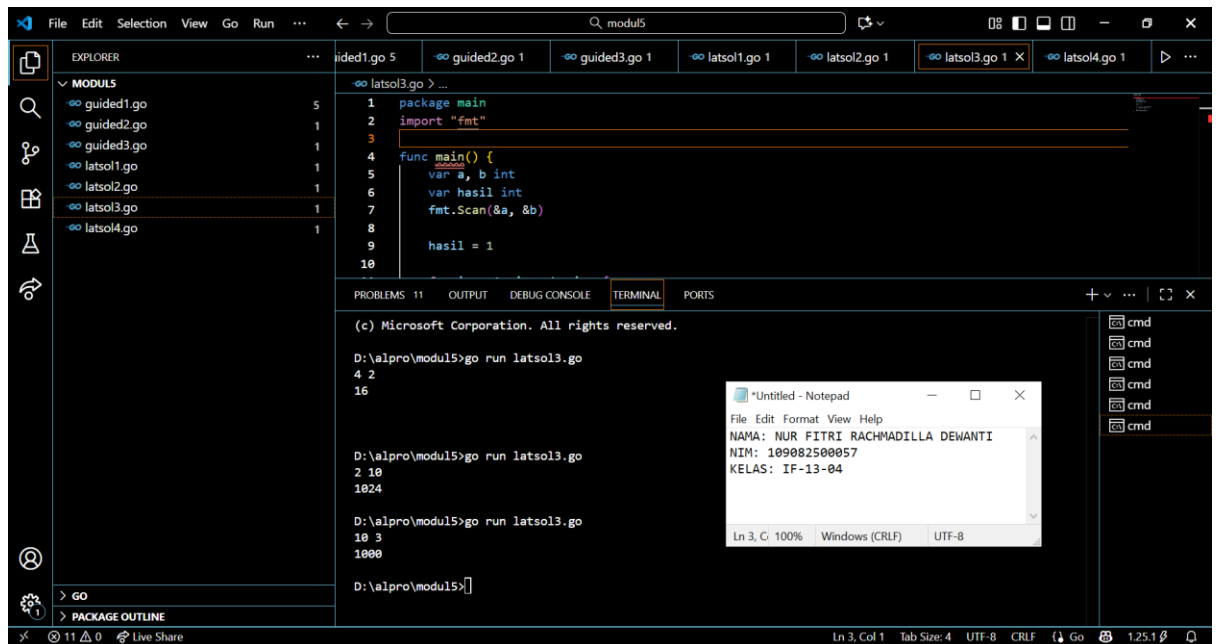 File Edit Selection View Go Run ··· modul5
EXPLORER ···
MODUL5
guided1.go 5
guided2.go 1
guided3.go 1
latsol1.go 1
latsol2.go 1
latsol3.go 1
latsol4.go 1
GO
PACKAGE OUTLINE
uided1.go 5 guided2.go 1 guided3.go 1 latsol1.go 1 latsol2.go 1 latsol3.go 1 latsol4.go 1 ···
latsol3.go > ...
1 package main
2 import "fmt"
3
4 func main() {
5 var a, b int
6 var hasil int
7 fmt.Scan(&a, &b)
8
9 hasil = 1
10
PROBLEMS 11 OUTPUT DEBUG CONSOLE TERMINAL PORTS
(c) Microsoft Corporation. All rights reserved.
D:\alpro\modul5>go run latsol3.go
4 2
16
D:\alpro\modul5>go run latsol3.go
2 10
1024
D:\alpro\modul5>go run latsol3.go
10 3
1000
D:\alpro\modul5>
cmd
cmd
cmd
cmd
cmd
cmd
*Untitled - Notepad
File Edit Format View Help
NAMA: NUR FITRI RACHMADILLA DEWANTI
NIM: 109082500057
KELAS: IF-13-04
Ln 3, C 100% Windows (CRLF) UTF-8
11 0 Live Share Ln 3, Col 1 Tab Size: 4 UTF-8 CRLF Go 1.25.1